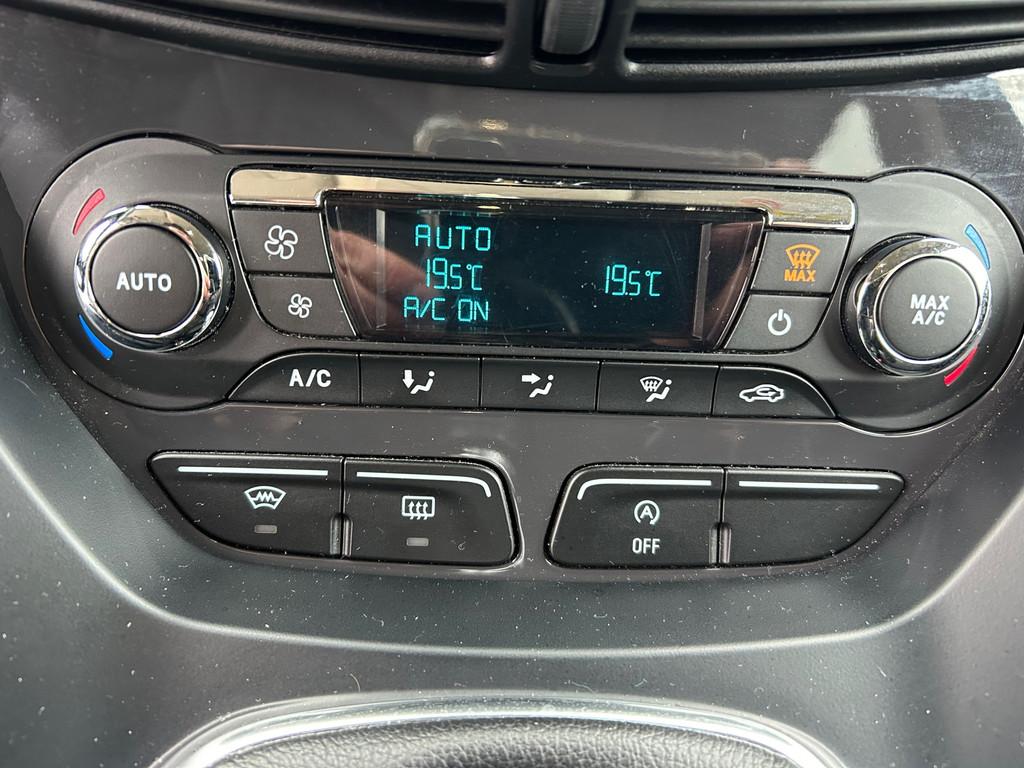 AUTO
AUTO
19.5°C 19.5°C
A/C ON
MAX
MAX
A/C
A/C
OFF